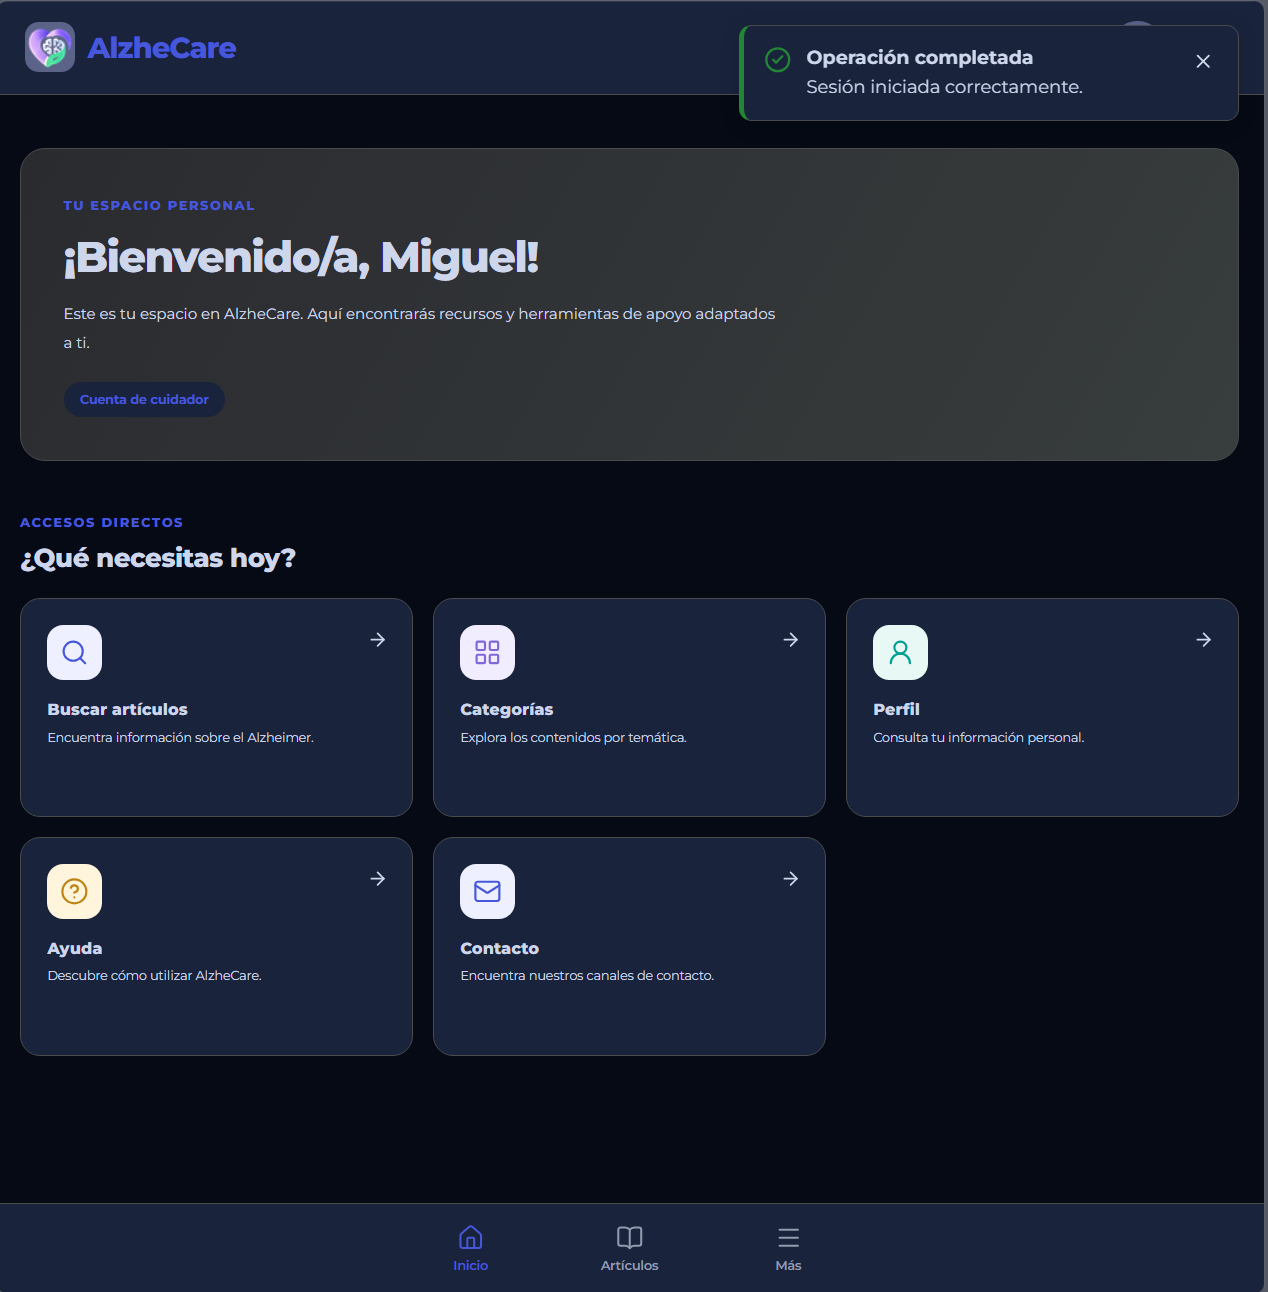 AlzheCare
Operación completada
Sesión iniciada correctamente.
TU ESPACIO PERSONAL
¡Bienvenido/a, Miguel!
Este es tu espacio en AlzheCare. Aquí encontrarás recursos y herramientas de apoyo adaptados
a ti.
Cuenta de cuidador
ACCESOS DIRECTOS
¿Qué necesitas hoy?
Buscar artículos
Encuentra información sobre el Alzheimer.
Categorías
Explora los contenidos por temática.
Perfil
Consulta tu información personal.
Ayuda
Descubre cómo utilizar AlzheCare.
Contacto
Encuentra nuestros canales de contacto.
Inicio
Artículos
Más